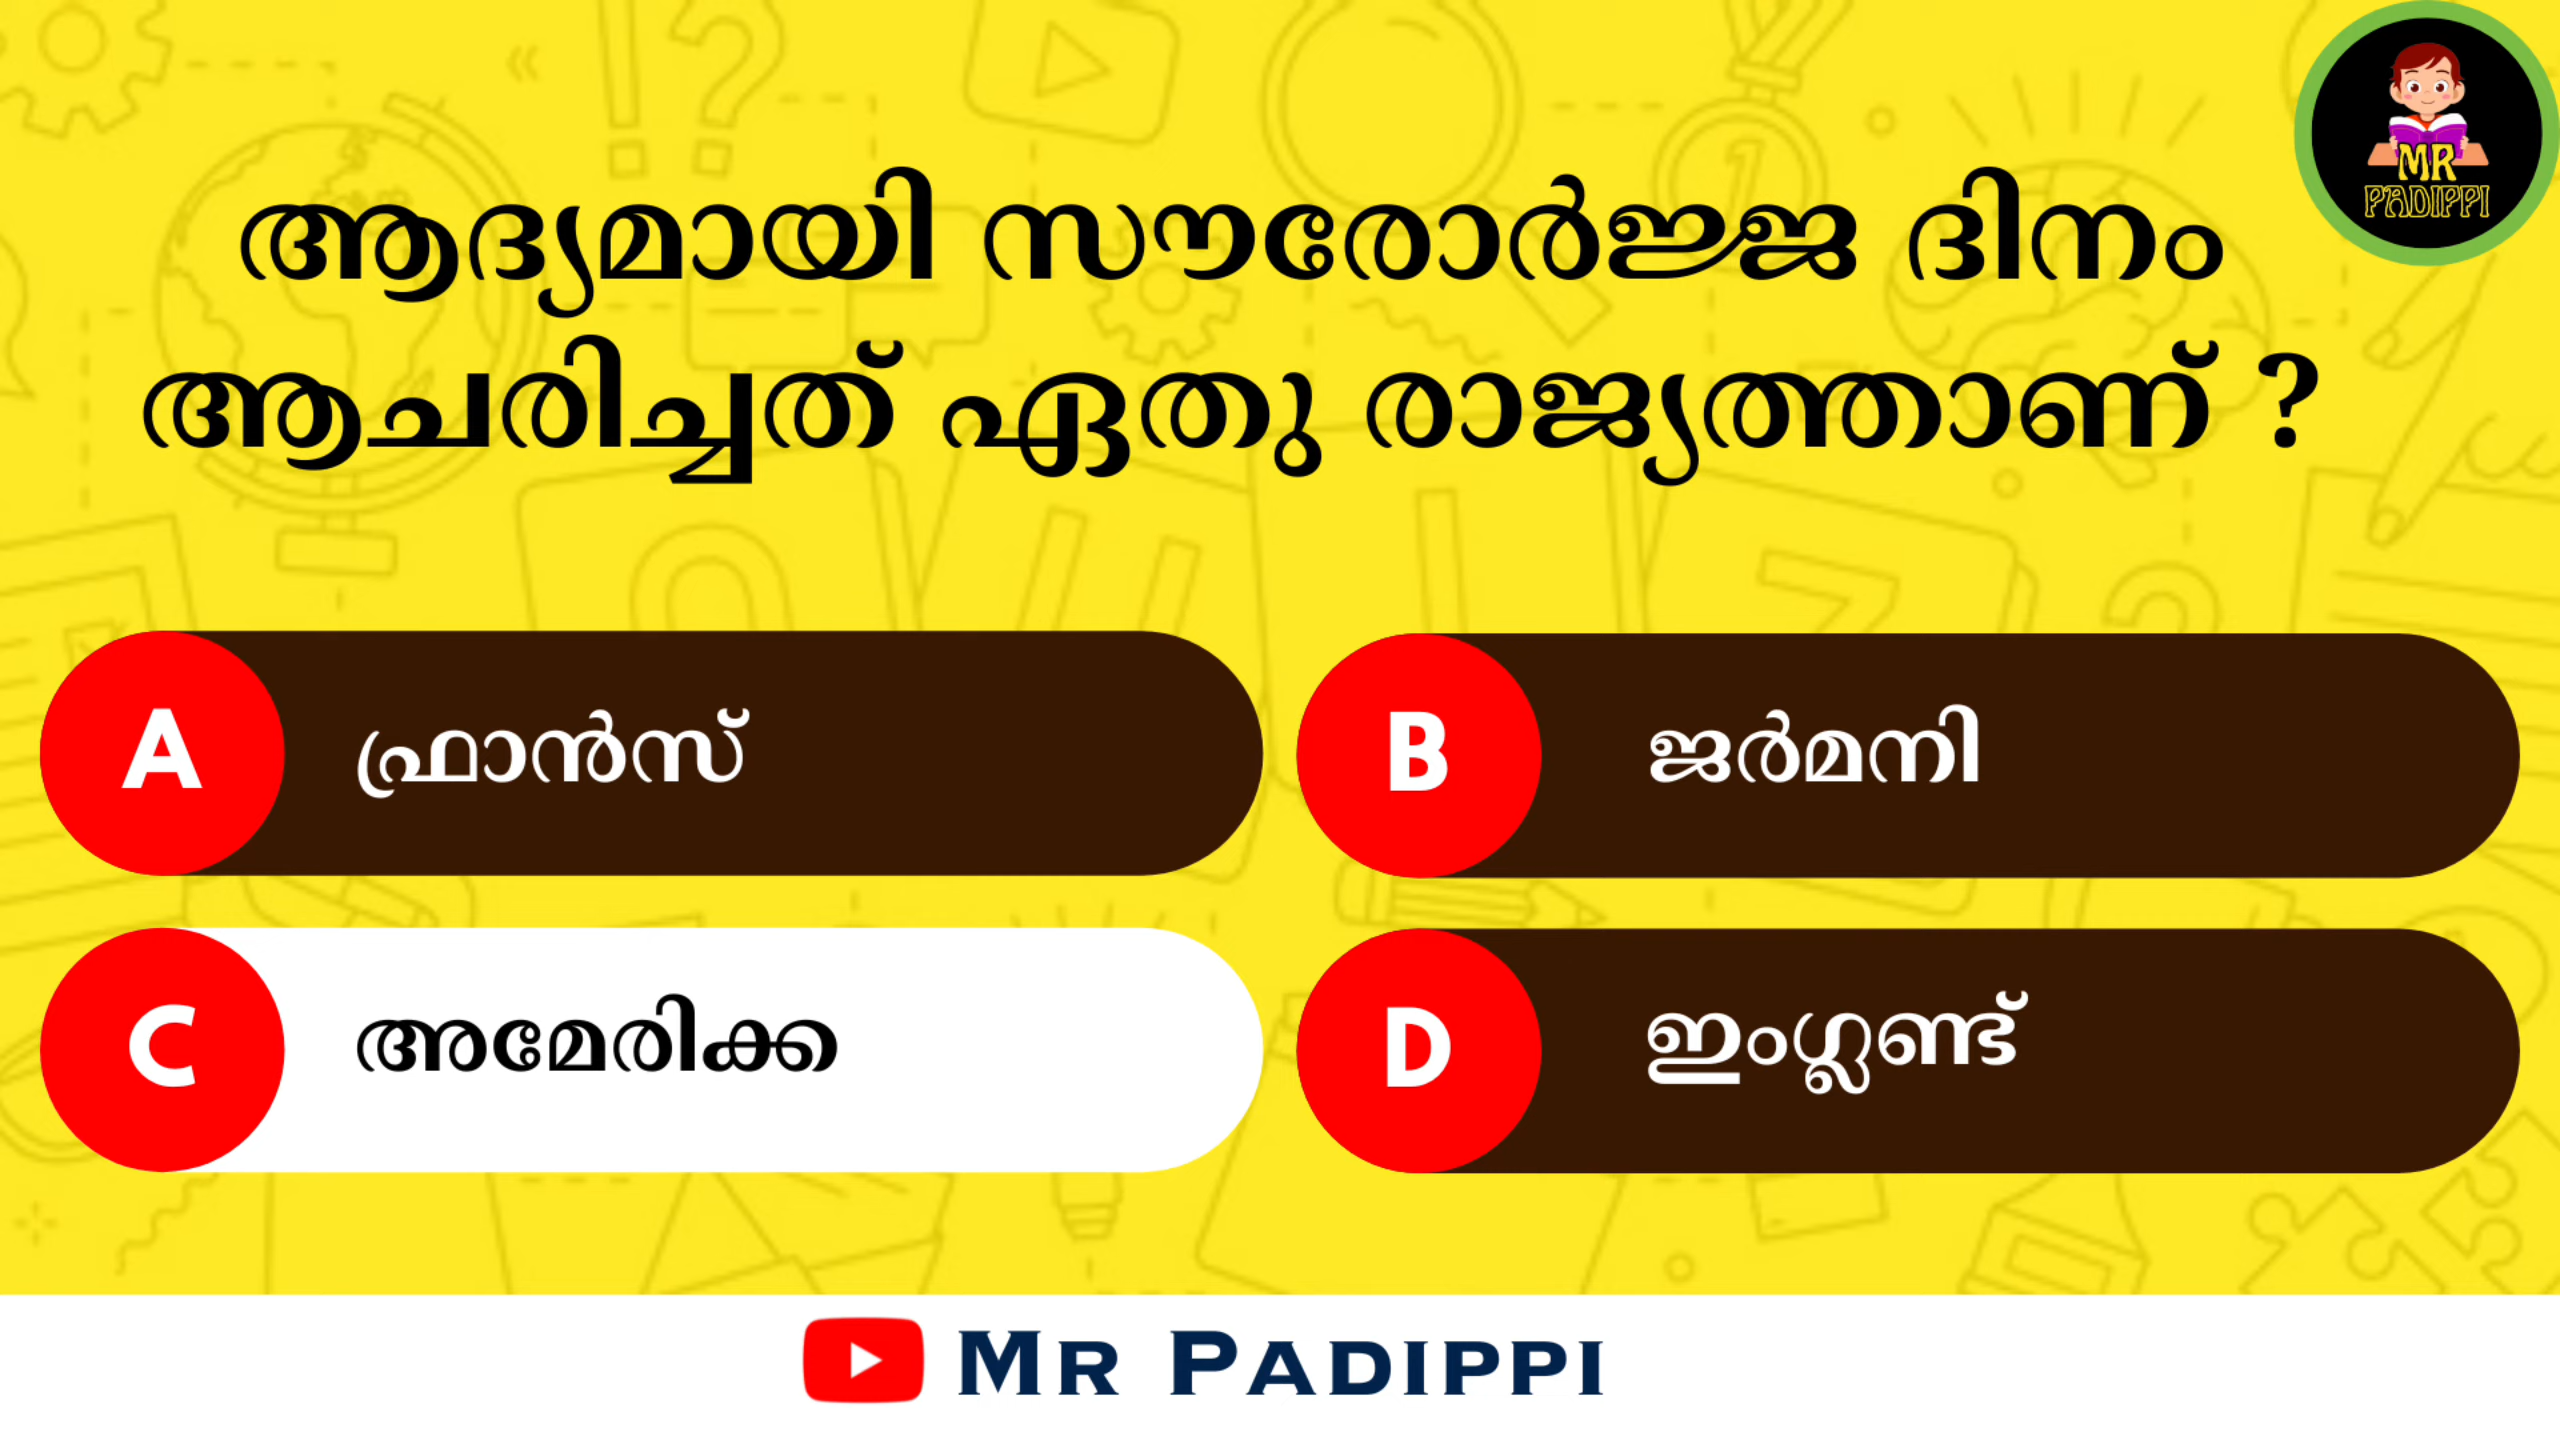 MR
PADIPPI
ആദ്യമായി സൗരോർജ്ജ ദിനം
ആചരിച്ചത് ഏതു രാജ്യത്താണ് ?
A ഫ്രാൻസ്
B ജർമനി
C അമേരിക്ക
D ഇംഗ്ലണ്ട്
MR PADIPPI